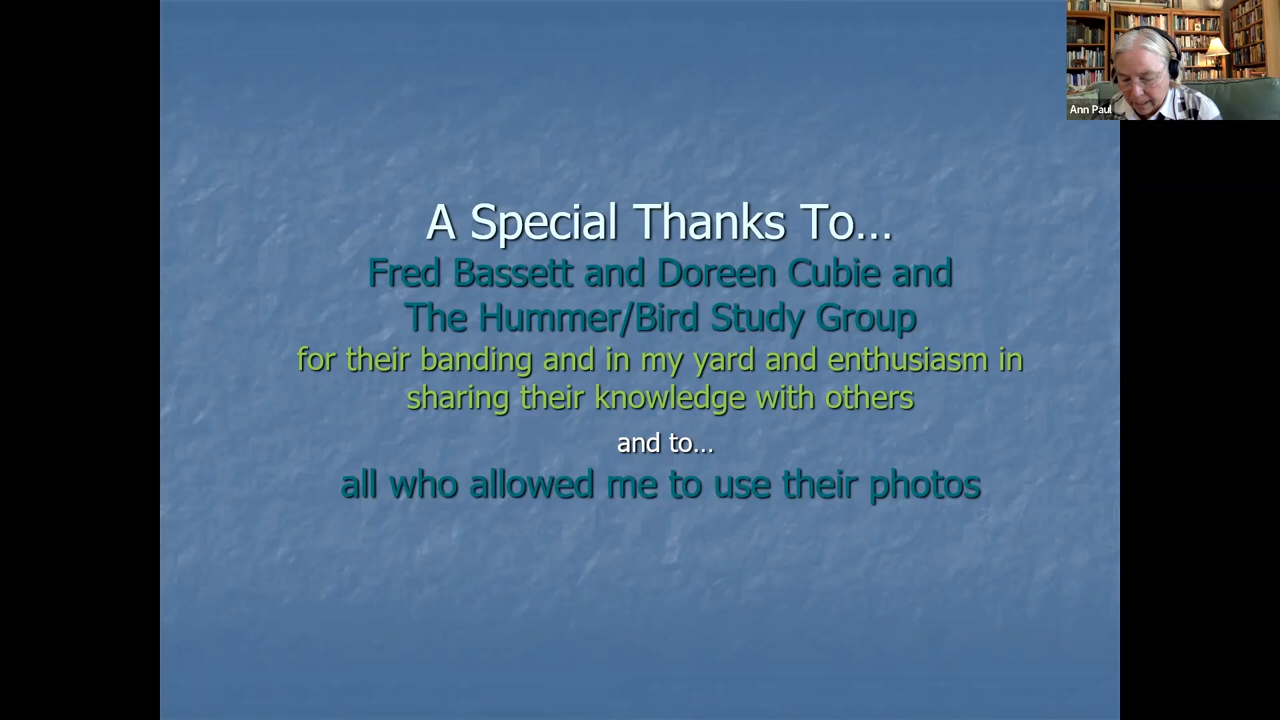 A Special Thanks To...
Fred Bassett and Doreen Cubie and
The Hummer/Bird Study Group
for their banding and in my yard and enthusiasm in
sharing their knowledge with others
and to...
all who allowed me to use their photos
Ann Paul